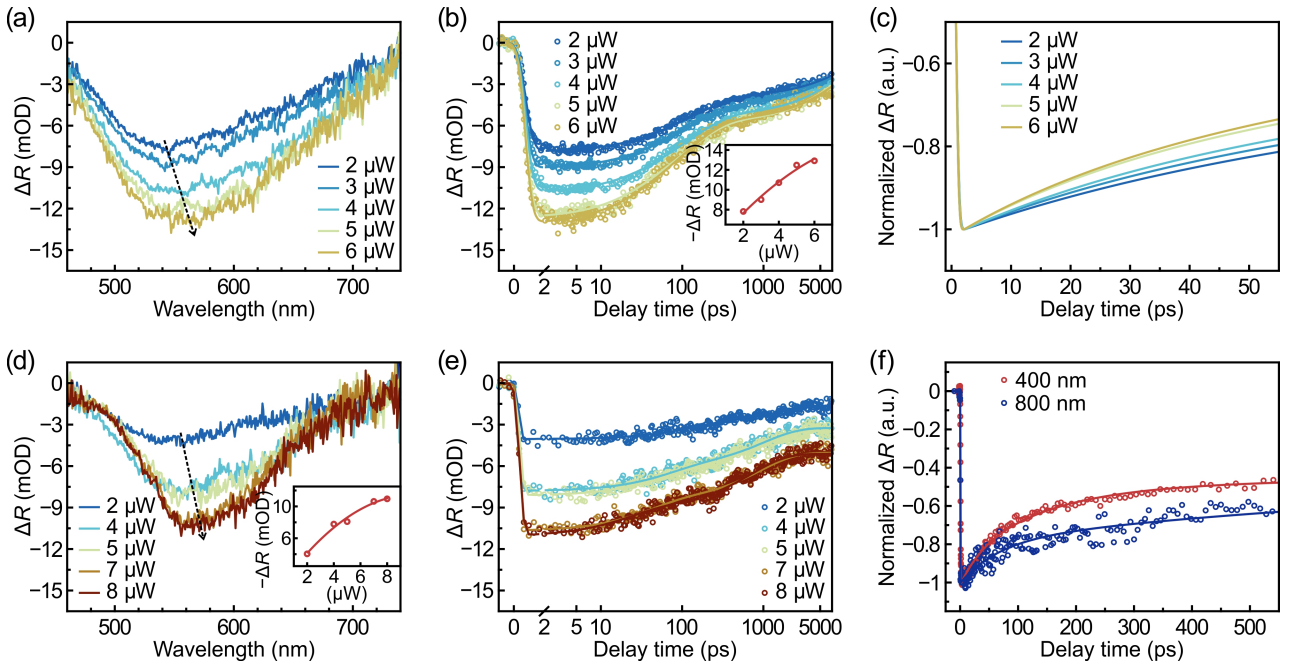 (a)
0
−3
−6
−9
−12
−15
ΔR (mOD)
2 µW
3 µW
4 µW
5 µW
6 µW
500
600
700
Wavelength (nm)
(b)
0
−3
−6
−9
−12
−15
ΔR (mOD)
2 µW
3 µW
4 µW
5 µW
6 µW
14
12
10
8
−ΔR (mOD)
2 4 6
(µW)
0 2 5 10 100 1000 5000
Delay time (ps)
(c)
−0.6
−0.8
−1
Normalized ΔR (a.u.)
2 µW
3 µW
4 µW
5 µW
6 µW
0 10 20 30 40 50
Delay time (ps)
(d)
0
−3
−6
−9
−12
−15
ΔR (mOD)
2 µW
4 µW
5 µW
7 µW
8 µW
10
6
−ΔR (mOD)
2 4 6 8
(µW)
500
600
700
Wavelength (nm)
(e)
0
−3
−6
−9
−12
−15
ΔR (mOD)
2 µW
4 µW
5 µW
7 µW
8 µW
0 2 5 10 100 1000 5000
Delay time (ps)
(f)
0
−0.2
−0.4
−0.6
−0.8
−1
Normalized ΔR (a.u.)
400 nm
800 nm
0 100 200 300 400 500
Delay time (ps)